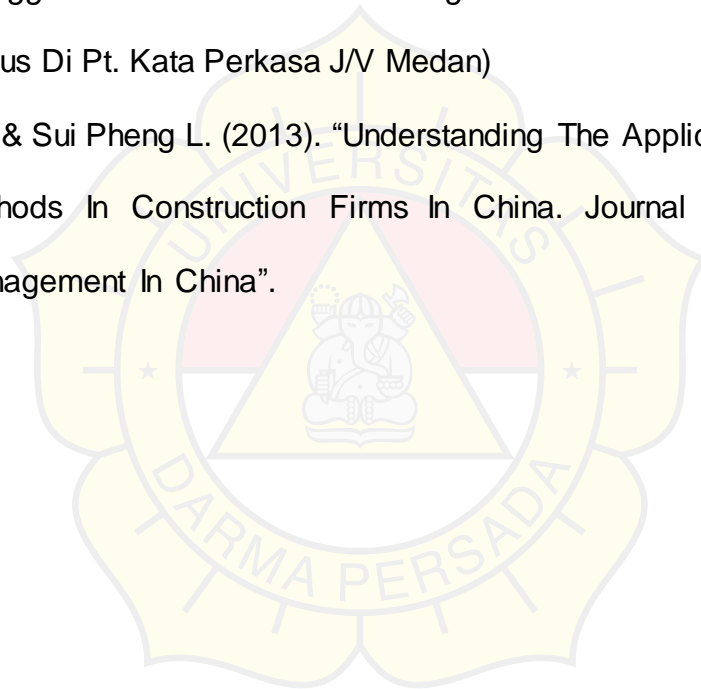 us Di Pt. Kata Perkasa J/V Medan)
& Sui Pheng L. (2013). “Understanding The Applic
hods In Construction Firms In China. Journal
nagement In China”.
UNIVERSITAS
DARMA PERSADA